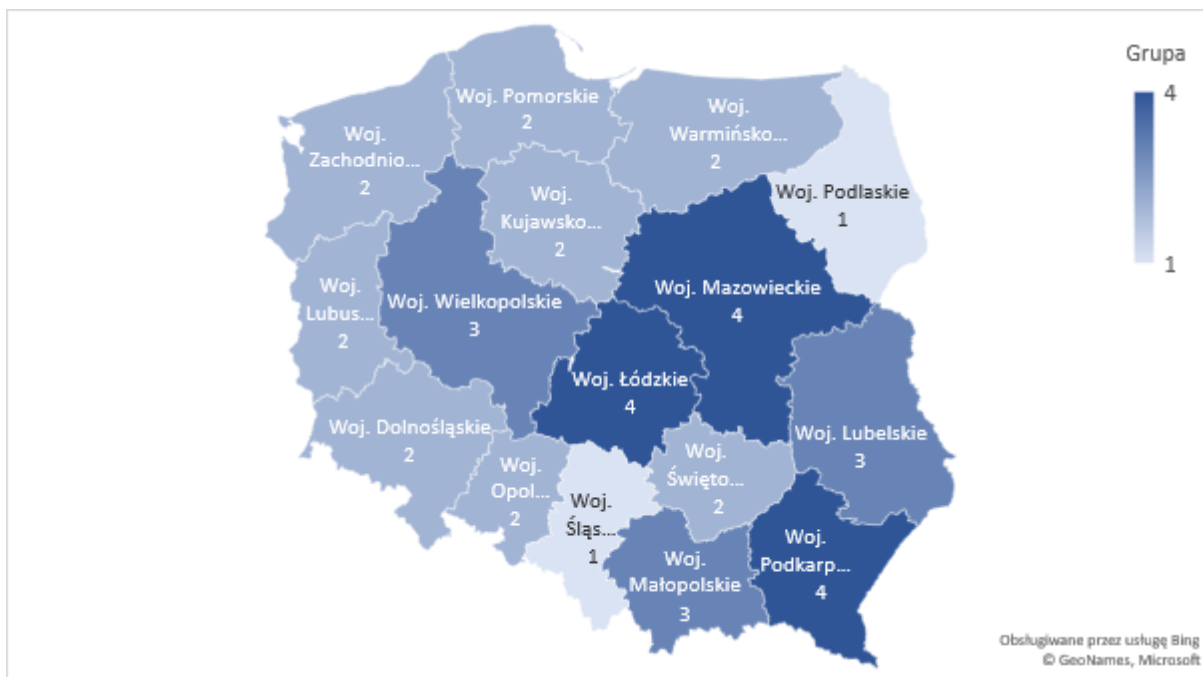 Grupa
4
1
Woj. Pomorskie
2
Woj.
Warmińsko ...
2
Woj.
Zachodnio...
2
Woj. Podlaskie
1
Woj.
Kujawsko...
2
Woj.
Lubus...
2
Woj. Wielkopolskie
3
Woj. Mazowieckie
4
Woj. Łódzkie
4
Woj. Dolnośląskie
2
Woj. Lubelskie
3
Woj.
Opol...
2
Woj.
Śląs...
1
Woj.
Święto...
2
Woj.
Małopolskie
3
Woj.
Podkarp...
4
Obsługiwane przez usługę Bing
© GeoNames, Microsoft